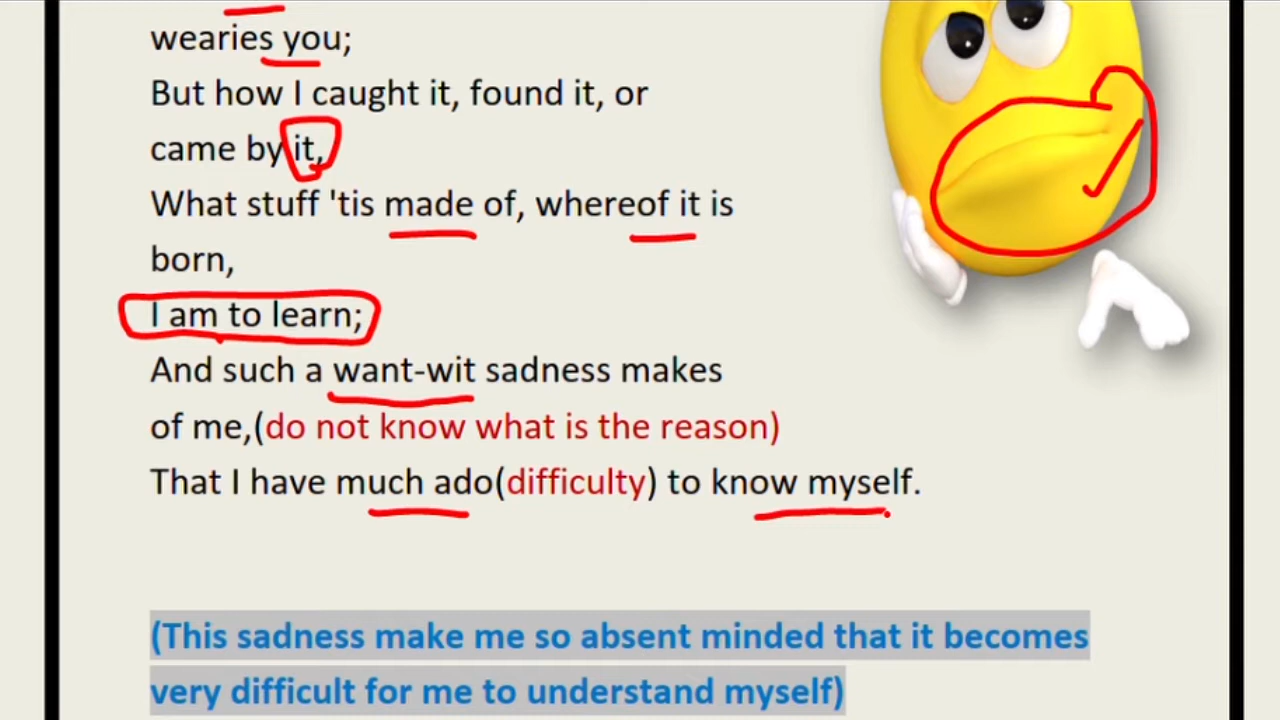 wearies you;
But how I caught it, found it, or
came by it,
What stuff 'tis made of, whereof it is
born,
I am to learn;
And such a want-wit sadness makes
of me,(do not know what is the reason)
That I have much ado(difficulty) to know myself.
(This sadness make me so absent minded that it becomes
very difficult for me to understand myself)